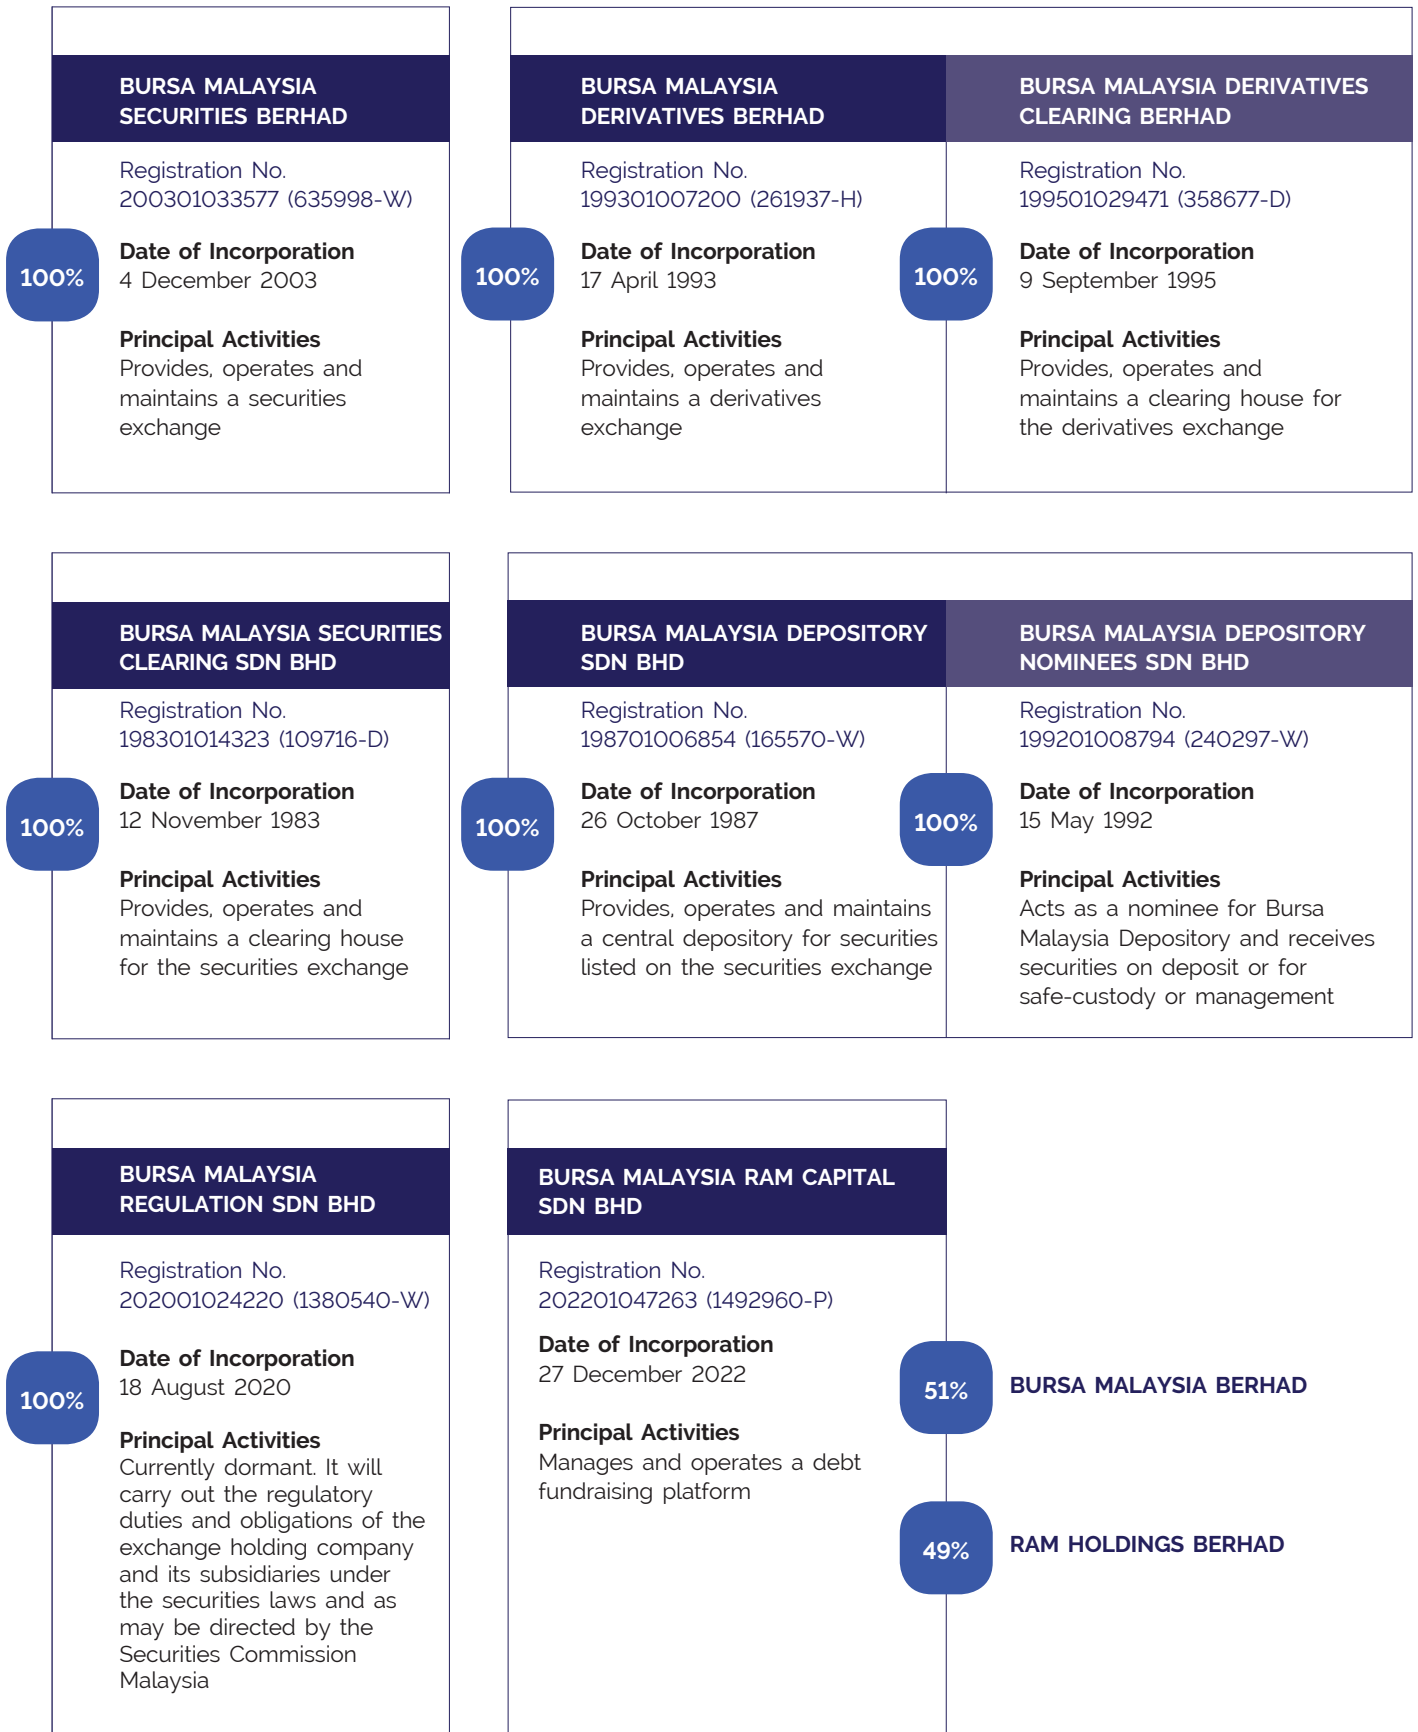 BURSA MALAYSIA
SECURITIES BERHAD
Registration No.
200301033577 (635998-W)
100%
Date of Incorporation
4 December 2003
Principal Activities
Provides, operates and
maintains a securities
exchange
BURSA MALAYSIA
DERIVATIVES BERHAD
Registration No.
199301007200 (261937-H)
100%
Date of Incorporation
17 April 1993
Principal Activities
Provides, operates and
maintains a derivatives
exchange
BURSA MALAYSIA DERIVATIVES
CLEARING BERHAD
Registration No.
199501029471 (358677-D)
100%
Date of Incorporation
9 September 1995
Principal Activities
Provides, operates and
maintains a clearing house for
the derivatives exchange
BURSA MALAYSIA SECURITIES
CLEARING SDN BHD
Registration No.
198301014323 (109716-D)
100%
Date of Incorporation
12 November 1983
Principal Activities
Provides, operates and
maintains a clearing house
for the securities exchange
BURSA MALAYSIA DEPOSITORY
SDN BHD
Registration No.
198701006854 (165570-W)
100%
Date of Incorporation
26 October 1987
Principal Activities
Provides, operates and maintains
a central depository for securities
listed on the securities exchange
BURSA MALAYSIA DEPOSITORY
NOMINEES SDN BHD
Registration No.
199201008794 (240297-W)
100%
Date of Incorporation
15 May 1992
Principal Activities
Acts as a nominee for Bursa
Malaysia Depository and receives
securities on deposit or for
safe-custody or management
BURSA MALAYSIA
REGULATION SDN BHD
Registration No.
202001024220 (1380540-W)
100%
Date of Incorporation
18 August 2020
Principal Activities
Currently dormant. It will
carry out the regulatory
duties and obligations of the
exchange holding company
and its subsidiaries under
the securities laws and as
may be directed by the
Securities Commission
Malaysia
BURSA MALAYSIA RAM CAPITAL
SDN BHD
Registration No.
202201047263 (1492960-P)
Date of Incorporation
27 December 2022
Principal Activities
Manages and operates a debt
fundraising platform
51%
BURSA MALAYSIA BERHAD
49%
RAM HOLDINGS BERHAD